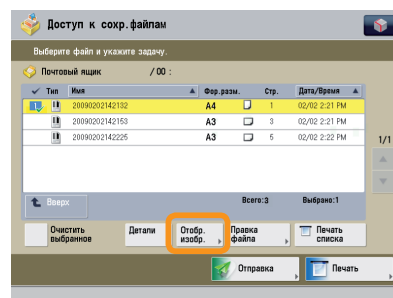 Доступ к сохр.файлам
Выберите файл и укажите задачу.
Почтовый ящик / 00 :
Тип Имя Фор.разм. Стр. Дата/Время
1 20090202142132 A4 1 02/02 2:21 PM
20090202142153 A3 3 02/02 2:21 PM
20090202142225 A3 5 02/02 2:22 PM
1/1
Вверх Всего:3 Выбрано:1
Очистить выбранное
Детали
Отобр. изобр.
Правка файла
Печать списка
Отправка
Печать